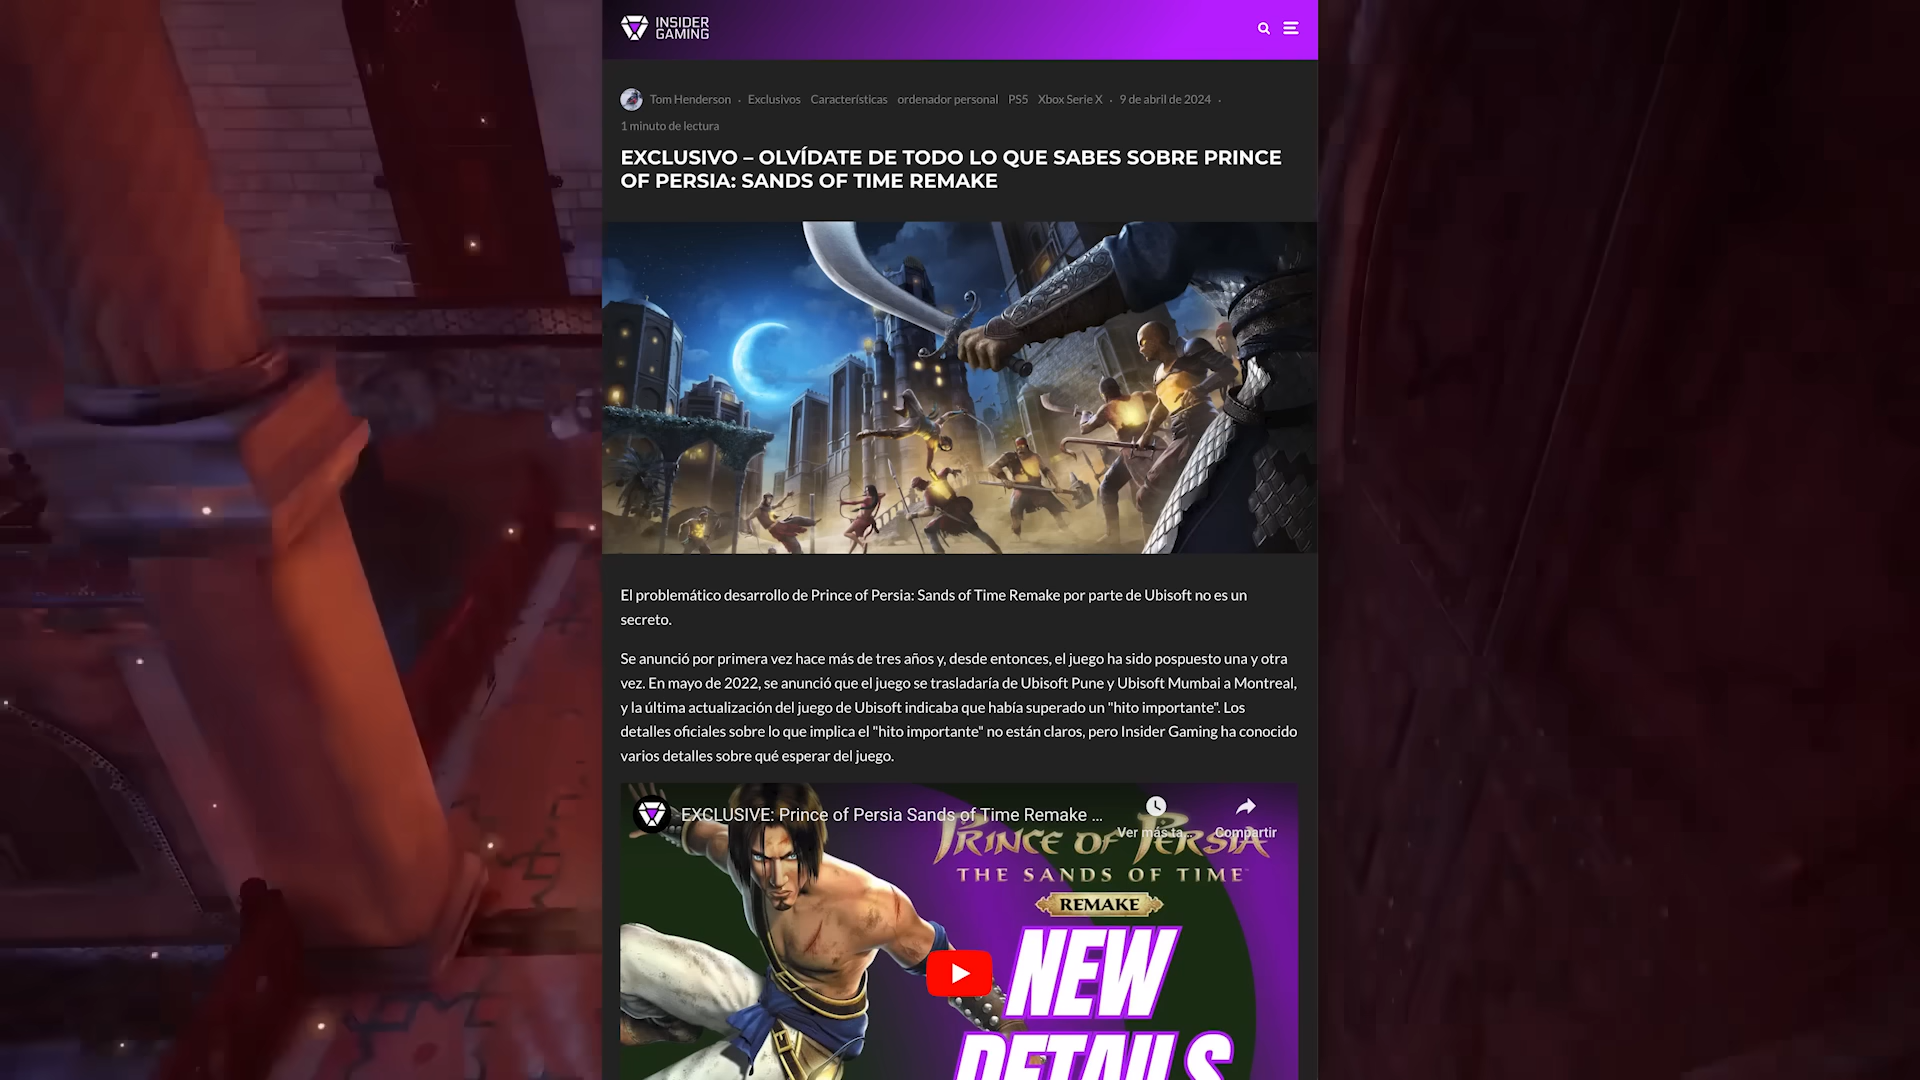 INSIDER
GAMING
Tom Henderson · Exclusivos Características ordenador personal PS5 Xbox Serie X · 9 de abril de 2024 ·
1 minuto de lectura
EXCLUSIVO – OLVÍDATE DE TODO LO QUE SABES SOBRE PRINCE
OF PERSIA: SANDS OF TIME REMAKE
El problemático desarrollo de Prince of Persia: Sands of Time Remake por parte de Ubisoft no es un
secreto.
Se anunció por primera vez hace más de tres años y, desde entonces, el juego ha sido pospuesto una y otra
vez. En mayo de 2022, se anunció que el juego se trasladaría de Ubisoft Pune y Ubisoft Mumbai a Montreal,
y la última actualización del juego de Ubisoft indicaba que había superado un "hito importante". Los
detalles oficiales sobre lo que implica el "hito importante" no están claros, pero Insider Gaming ha conocido
varios detalles sobre qué esperar del juego.
EXCLUSIVE: Prince of Persia Sands of Time Remake ...
Ver más ta... Compartir
PRINCE OF PERSIA
THE SANDS OF TIME
REMAKE
NEW
DETAILS